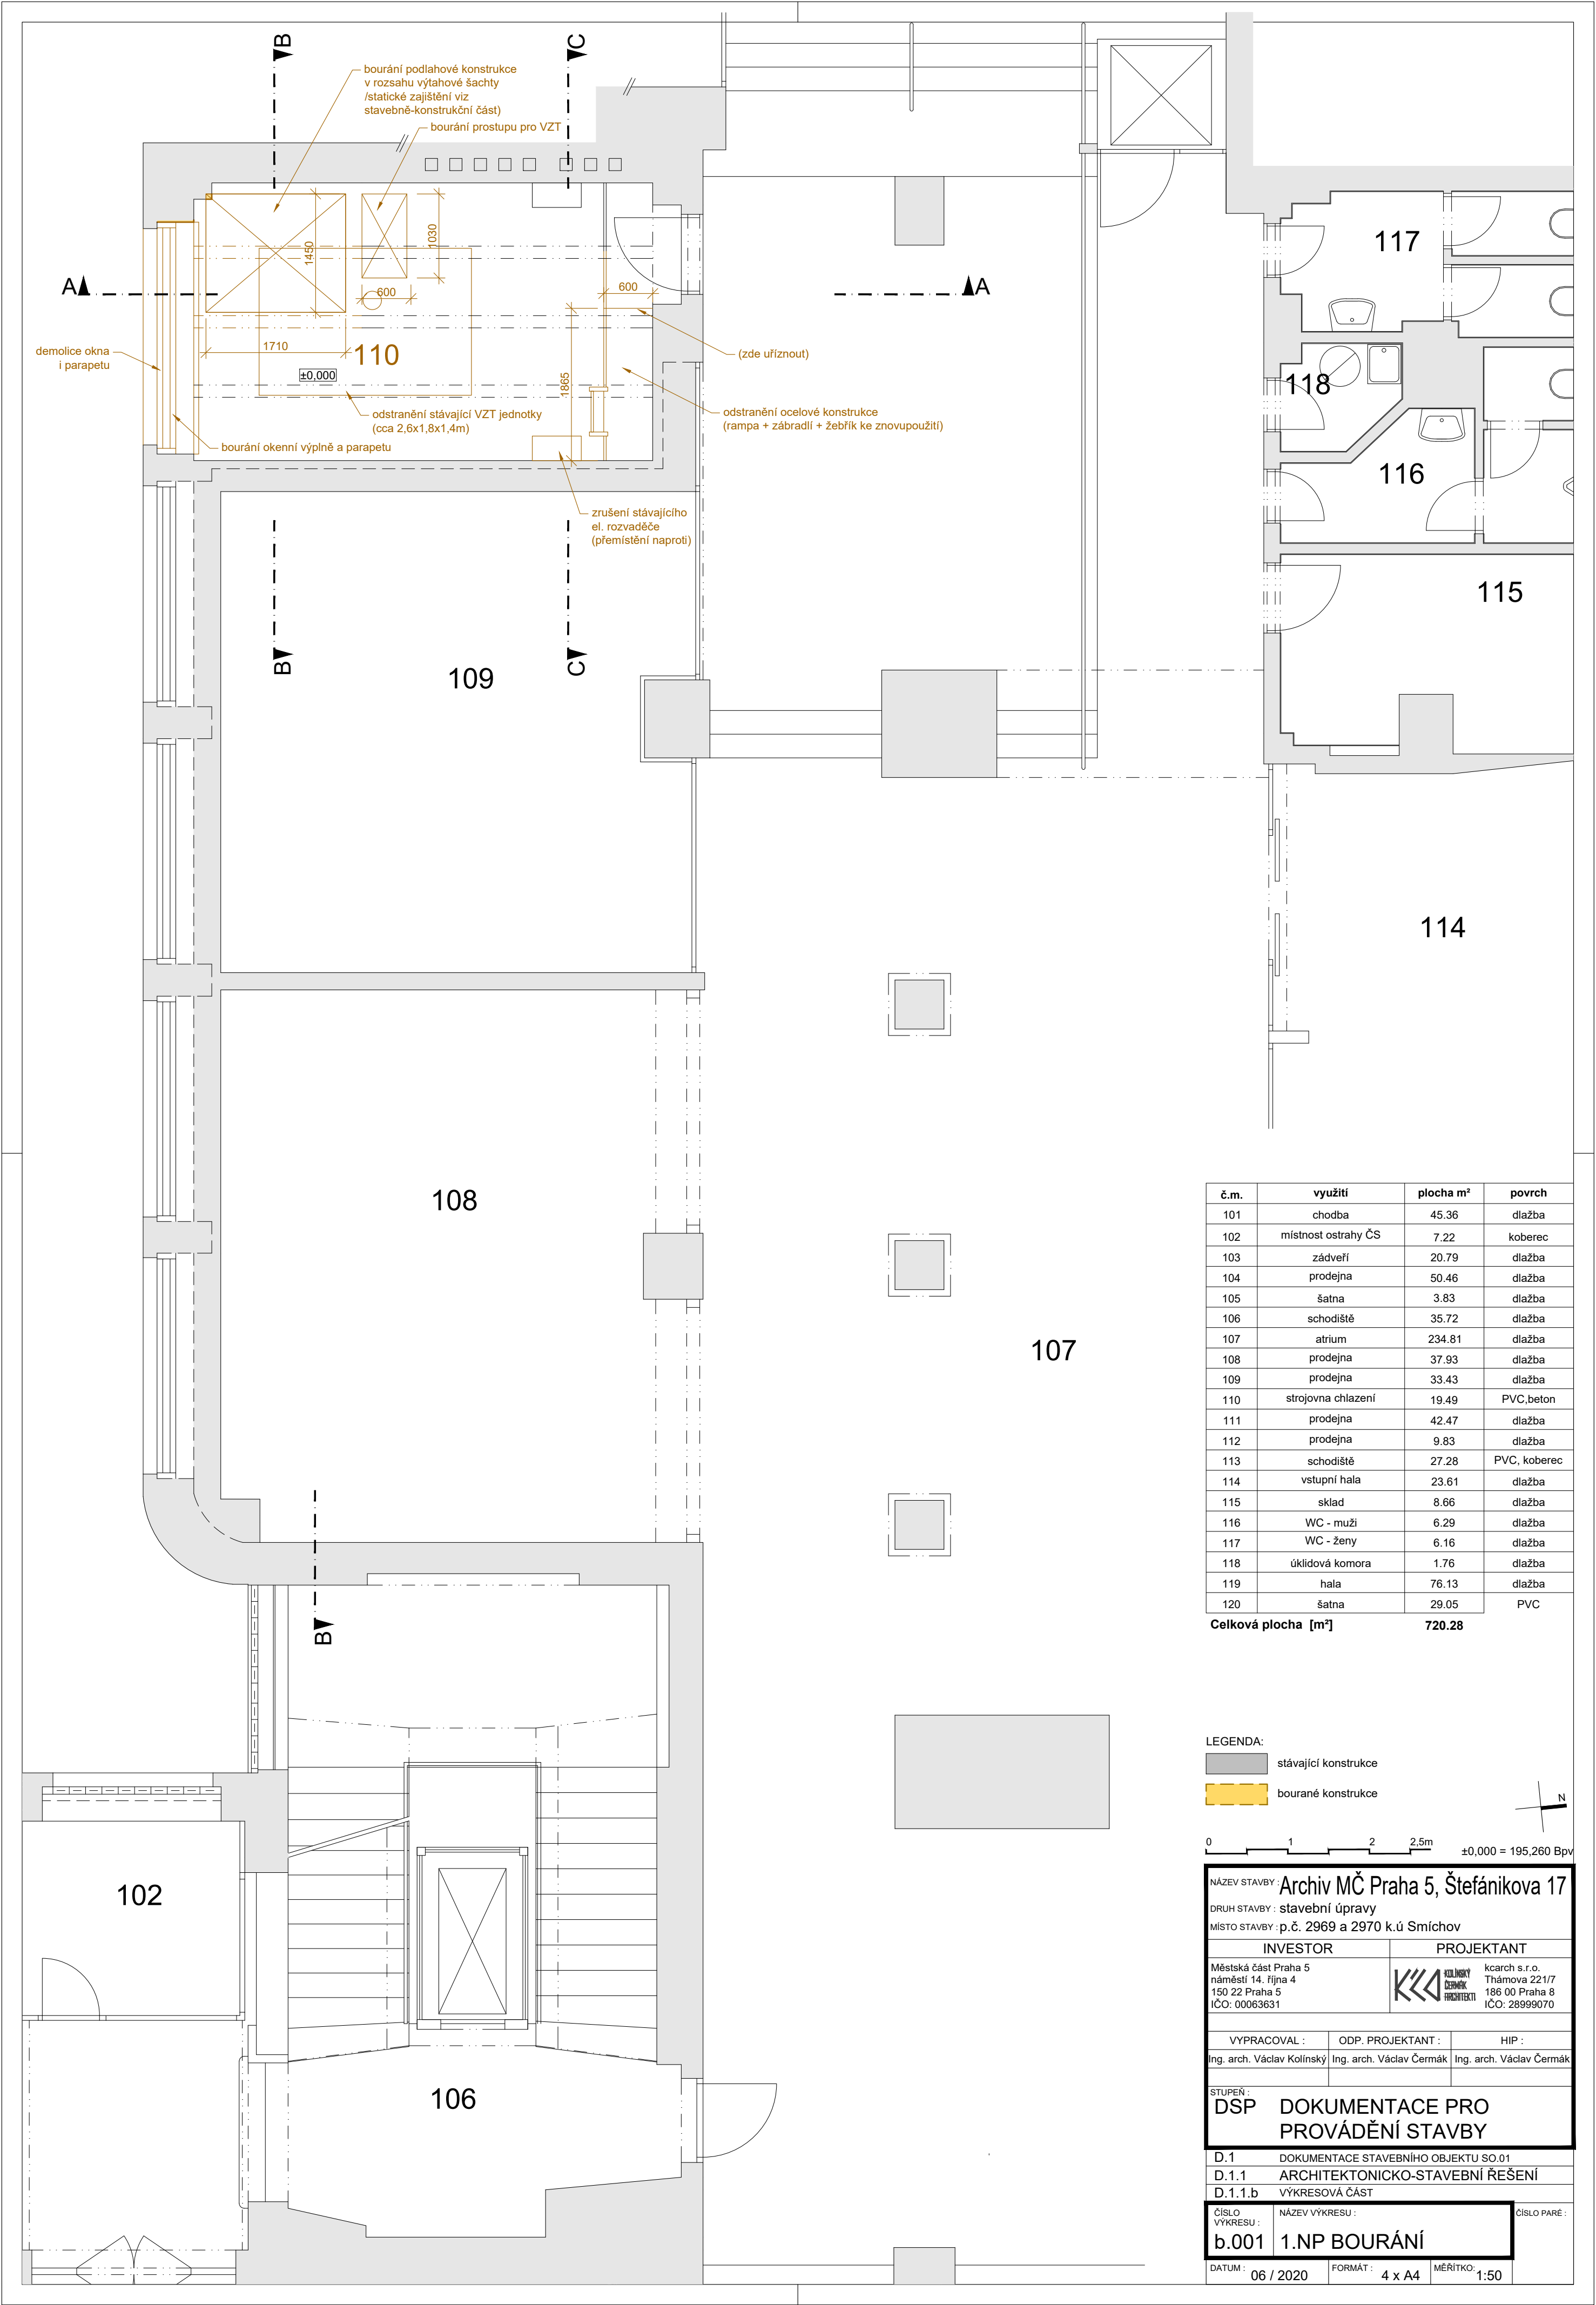 B
C
bourání podlahové konstrukce
v rozsahu výtahové šachty
/statické zajištění viz
stavebně-konstrukční část)
bourání prostupu pro VZT
1450
1030
600
600
1710
1865
A
A
110
±0,000
demolice okna
i parapetu
(zde uříznout)
odstranění stávající VZT jednotky
(cca 2,6x1,8x1,4m)
odstranění ocelové konstrukce
(rampa + zábradlí + žebřík ke znovupoužití)
bourání okenní výplně a parapetu
zrušení stávajícího
el. rozvaděče
(přemístění naproti)
B
C
117
118
116
115
109
114
108
107
B
102
106
č.m. využití plocha m² povrch
101 chodba 45.36 dlažba
102 místnost ostrahy ČS 7.22 koberec
103 zádveří 20.79 dlažba
104 prodejna 50.46 dlažba
105 šatna 3.83 dlažba
106 schodiště 35.72 dlažba
107 atrium 234.81 dlažba
108 prodejna 37.93 dlažba
109 prodejna 33.43 dlažba
110 strojovna chlazení 19.49 PVC,beton
111 prodejna 42.47 dlažba
112 prodejna 9.83 dlažba
113 schodiště 27.28 PVC, koberec
114 vstupní hala 23.61 dlažba
115 sklad 8.66 dlažba
116 WC - muži 6.29 dlažba
117 WC - ženy 6.16 dlažba
118 úklidová komora 1.76 dlažba
119 hala 76.13 dlažba
120 šatna 29.05 PVC
Celková plocha [m²] 720.28
LEGENDA:
stávající konstrukce
bourané konstrukce
N
0 1 2 2,5m
±0,000 = 195,260 Bpv
NÁZEV STAVBY : Archiv MČ Praha 5, Štefánikova 17
DRUH STAVBY : stavební úpravy
MÍSTO STAVBY : p.č. 2969 a 2970 k.ú Smíchov
INVESTOR PROJEKTANT
Městská část Praha 5
náměstí 14. října 4
150 22 Praha 5
IČO: 00063631
KČA
KOLÍNSKÝ
ČERMÁK
ARCHITEKTI
kcarch s.r.o.
Thámova 221/7
186 00 Praha 8
IČO: 28999070
VYPRACOVAL : ODP. PROJEKTANT : HIP :
Ing. arch. Václav Kolínský Ing. arch. Václav Čermák Ing. arch. Václav Čermák
STUPEŇ :
DSP DOKUMENTACE PRO
PROVÁDĚNÍ STAVBY
D.1 DOKUMENTACE STAVEBNÍHO OBJEKTU SO.01
D.1.1 ARCHITEKTONICKO-STAVEBNÍ ŘEŠENÍ
D.1.1.b VÝKRESOVÁ ČÁST
ČÍSLO
VÝKRESU :
NÁZEV VÝKRESU :
ČÍSLO PARÉ :
b.001 1.NP BOURÁNÍ
DATUM : 06 / 2020 FORMÁT : 4 x A4 MĚŘÍTKO: 1:50